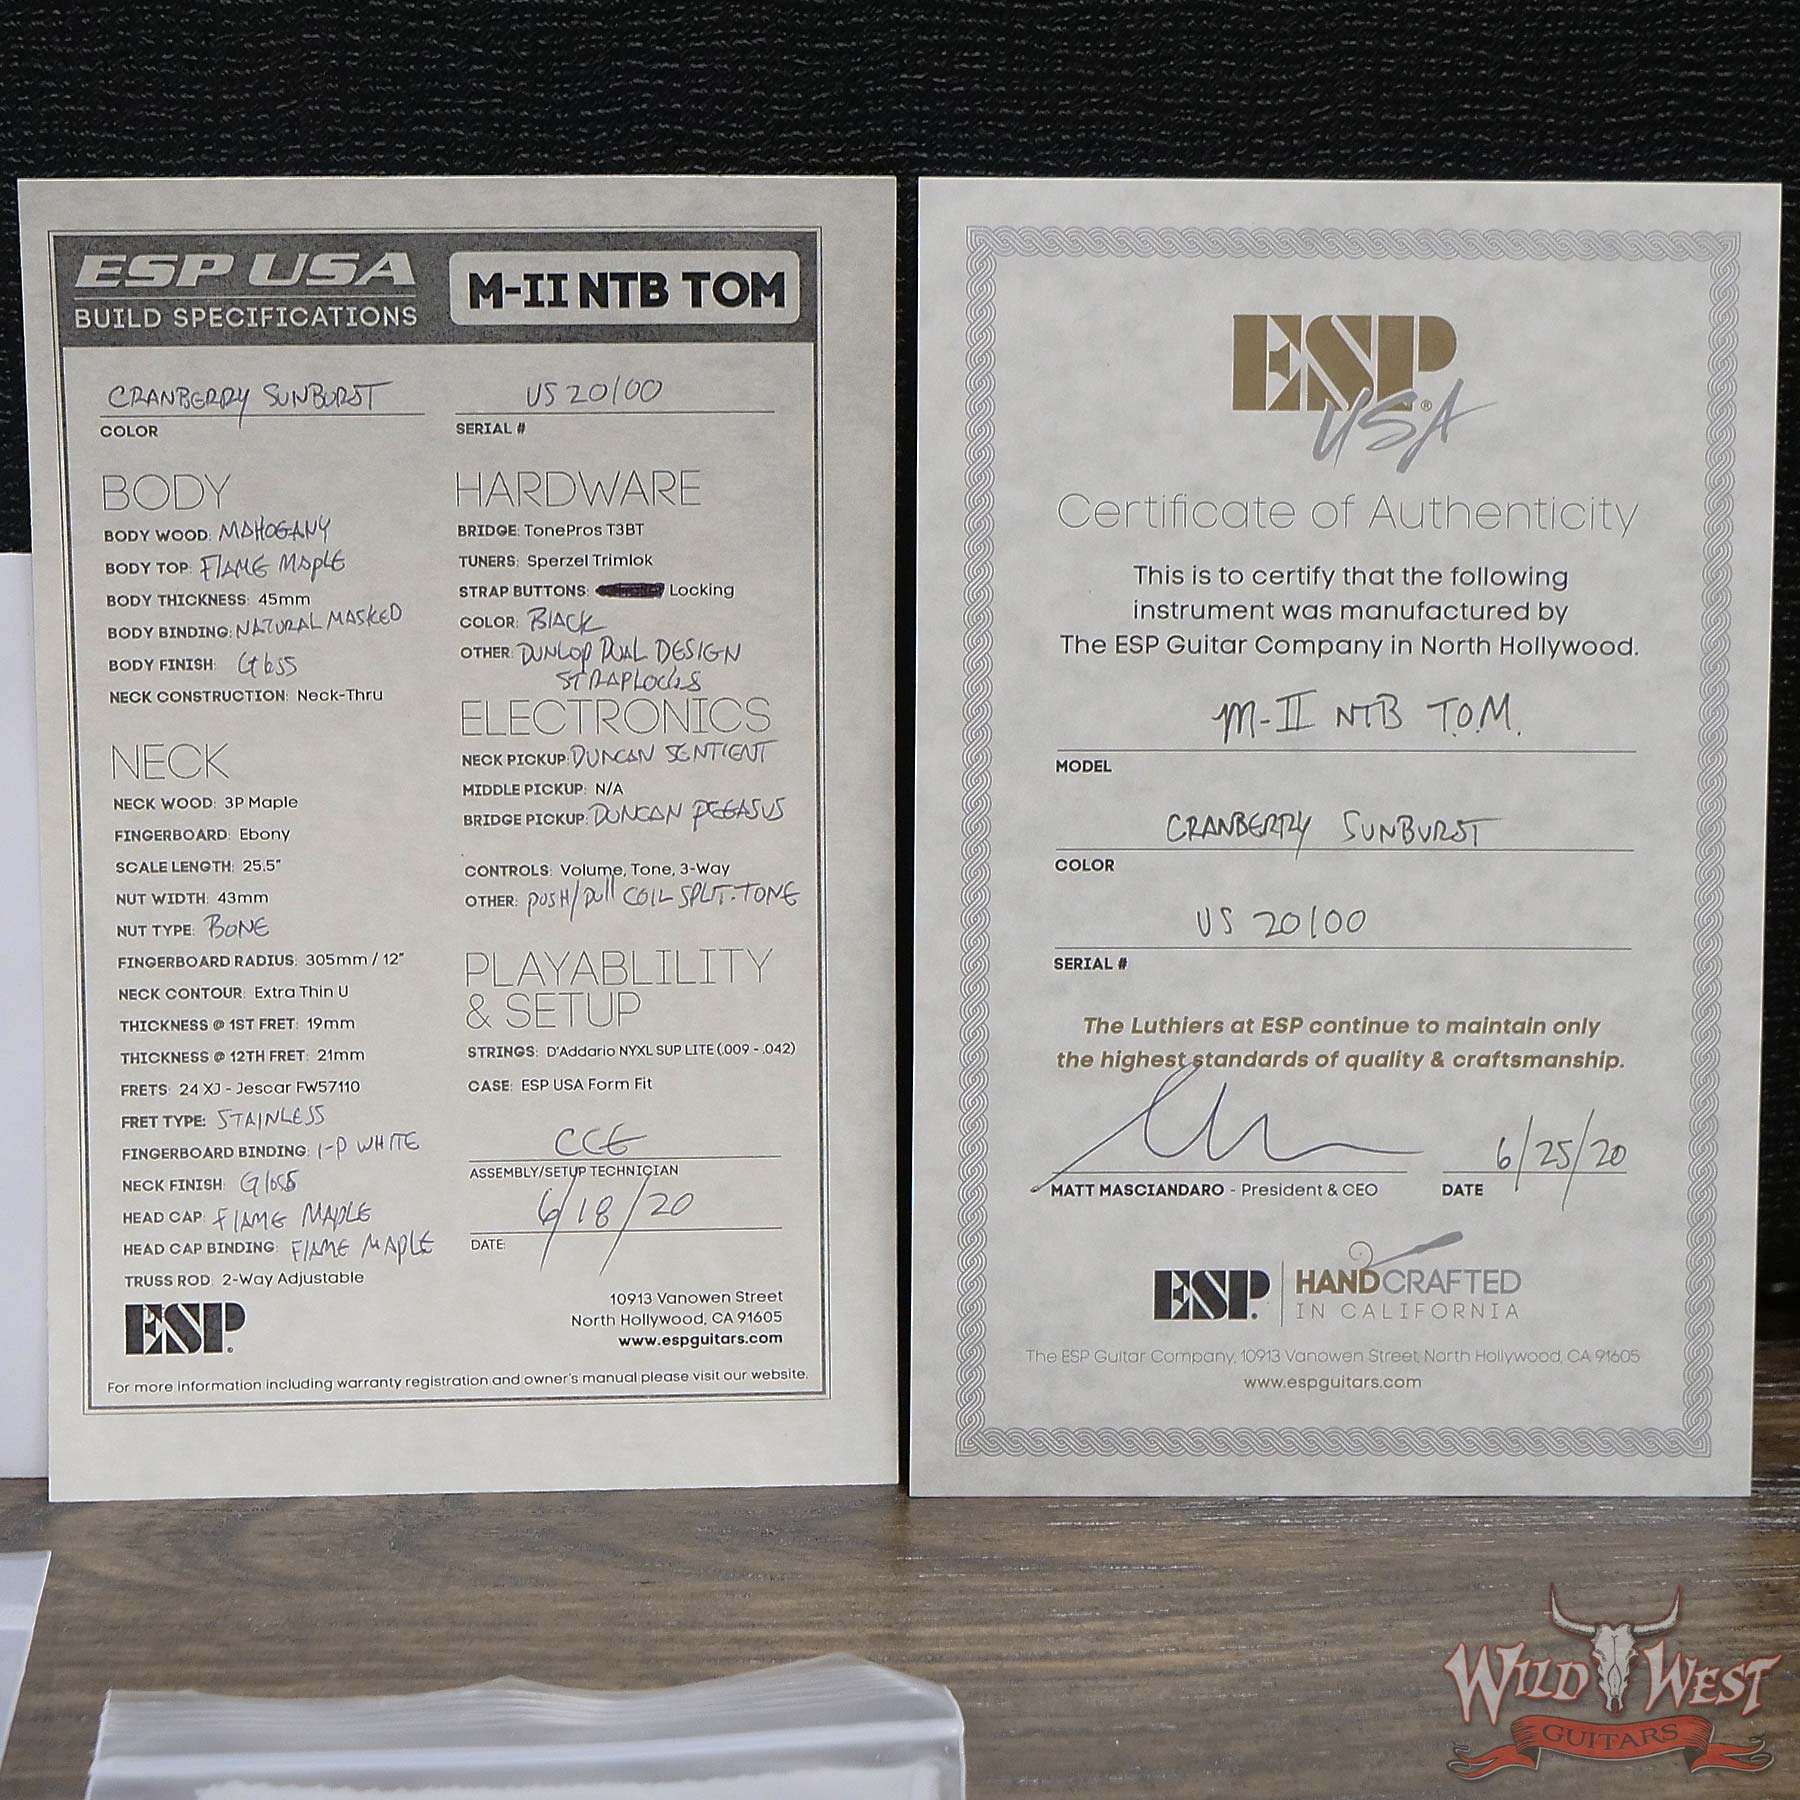 ESP USA
BUILD SPECIFICATIONS
M-II NTB TOM
CRANBERRY SUNBURST
COLOR
US 20100
SERIAL #
BODY
BODY WOOD: MAHOGANY
BODY TOP: FLAME MAPLE
BODY THICKNESS: 45mm
BODY BINDING: NATURAL MASKED
BODY FINISH: Gloss
NECK CONSTRUCTION: Neck-Thru
NECK
NECK WOOD: 3P Maple
FINGERBOARD: Ebony
SCALE LENGTH: 25.5"
NUT WIDTH: 43mm
NUT TYPE: BONE
FINGERBOARD RADIUS: 305mm / 12"
NECK CONTOUR: Extra Thin U
THICKNESS @ 1ST FRET: 19mm
THICKNESS @ 12TH FRET: 21mm
FRETS: 24 XJ - Jescar FW57110
FRET TYPE: STAINLESS
FINGERBOARD BINDING: 1-P WHITE
NECK FINISH: Gloss
HEAD CAP: FLAME MAPLE
HEAD CAP BINDING: FLAME MAPLE
TRUSS ROD: 2-Way Adjustable
HARDWARE
BRIDGE: TonePros T3BT
TUNERS: Sperzel Trimlok
STRAP BUTTONS: Locking
COLOR: BLACK
OTHER: DUNLOP DUAL DESIGN
STRAPLOCKS
ELECTRONICS
NECK PICKUP: DUNCAN SENTIENT
MIDDLE PICKUP: N/A
BRIDGE PICKUP: DUNCAN PEGASUS
CONTROLS: Volume, Tone, 3-Way
OTHER: PUSH/PULL COIL SPLIT-TONE
PLAYABLILITY
& SETUP
STRINGS: D'Addario NYXL SUP LITE (.009 - .042)
CASE: ESP USA Form Fit
CCE
ASSEMBLY/SETUP TECHNICIAN
6/18/20
DATE:
ESP
10913 Vanowen Street
North Hollywood, CA 91605
www.espguitars.com
For more information including warranty registration and owner's manual please visit our website.
ESP
USA
Certificate of Authenticity
This is to certify that the following
instrument was manufactured by
The ESP Guitar Company in North Hollywood.
M-II NTB T.O.M.
MODEL
CRANBERRY SUNBURST
COLOR
US 20100
SERIAL #
The Luthiers at ESP continue to maintain only
the highest standards of quality & craftsmanship.
6/25/20
MATT MASCIANDARO - President & CEO
DATE
ESP
HANDCRAFTED
IN CALIFORNIA
The ESP Guitar Company, 10913 Vanowen Street, North Hollywood, CA 91605
www.espguitars.com
WILD WEST
GUITARS